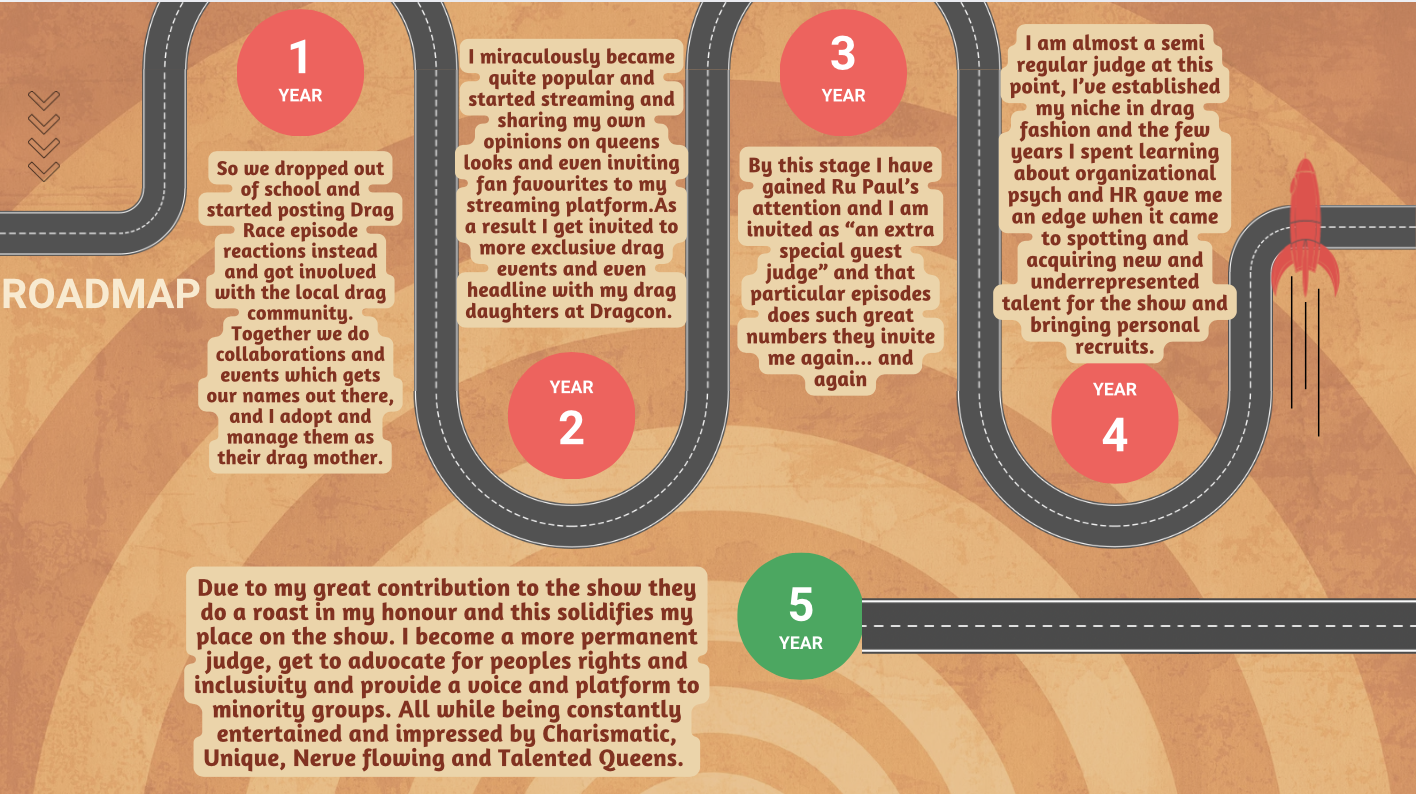 ROADMAP
1
YEAR
So we dropped out
of school and
started posting Drag
Race episode
reactions instead
and got involved
with the local drag
community.
Together we do
collaborations and
events which gets
our names out there,
and I adopt and
manage them as
their drag mother.
I miraculously became
quite popular and
started streaming and
sharing my own
opinions on queens
looks and even inviting
fan favourites to my
streaming platform.As
a result I get invited to
more exclusive drag
events and even
headline with my drag
daughters at Dragcon.
YEAR
2
3
YEAR
By this stage I have
gained Ru Paul’s
attention and I am
invited as “an extra
special guest
judge” and that
particular episodes
does such great
numbers they invite
me again... and
again
I am almost a semi
regular judge at this
point, I’ve established
my niche in drag
fashion and the few
years I spent learning
about organizational
psych and HR gave me
an edge when it came
to spotting and
acquiring new and
underrepresented
talent for the show and
bringing personal
recruits.
YEAR
4
Due to my great contribution to the show they
do a roast in my honour and this solidifies my
place on the show. I become a more permanent
judge, get to advocate for peoples rights and
inclusivity and provide a voice and platform to
minority groups. All while being constantly
entertained and impressed by Charismatic,
Unique, Nerve flowing and Talented Queens.
5
YEAR